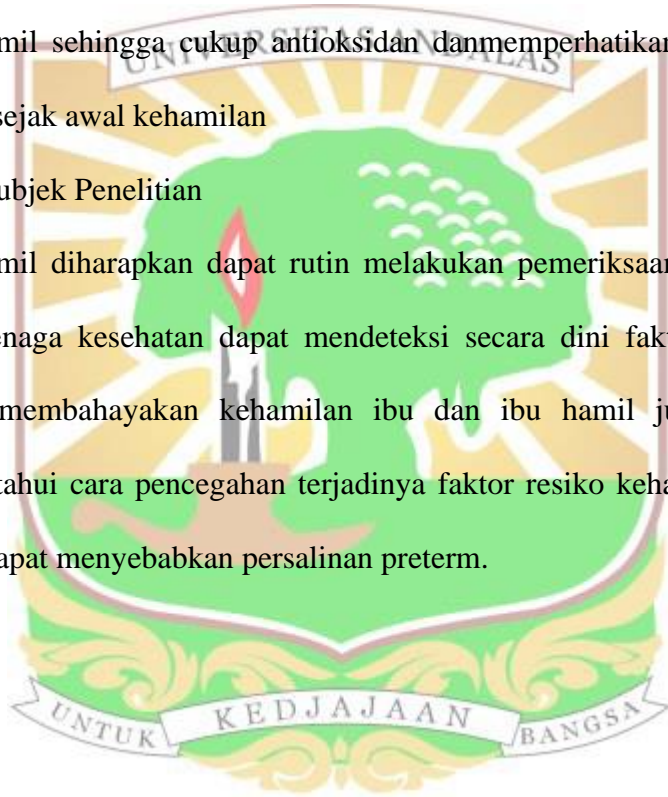 UNIVERSITAS ANDALAS
mil sehingga cukup antioksidan danmemperhatikan
sejak awal kehamilan
ubjek Penelitian
mil diharapkan dapat rutin melakukan pemeriksaan
enaga kesehatan dapat mendeteksi secara dini fakt
membahayakan kehamilan ibu dan ibu hamil ju
tahui cara pencegahan terjadinya faktor resiko keha
apat menyebabkan persalinan preterm.
UNTUK KEDJAJAAN BANGSA